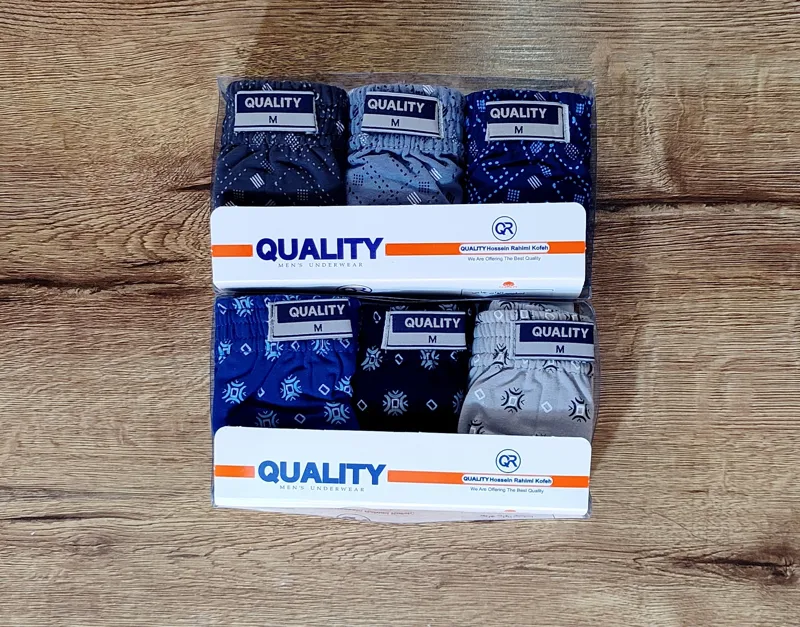 QUALITY
M
QUALITY
M
QUALITY
M
QUALITY
MEN'S UNDERWEAR
QR
QUALITY Hossein Rahimi Kofeh
We Are Offering The Best Quality
QUALITY
M
QUALITY
M
QUALITY
M
QUALITY
MEN'S UNDERWEAR
QR
QUALITY Hossein Rahimi Kofeh
We Are Offering The Best Quality